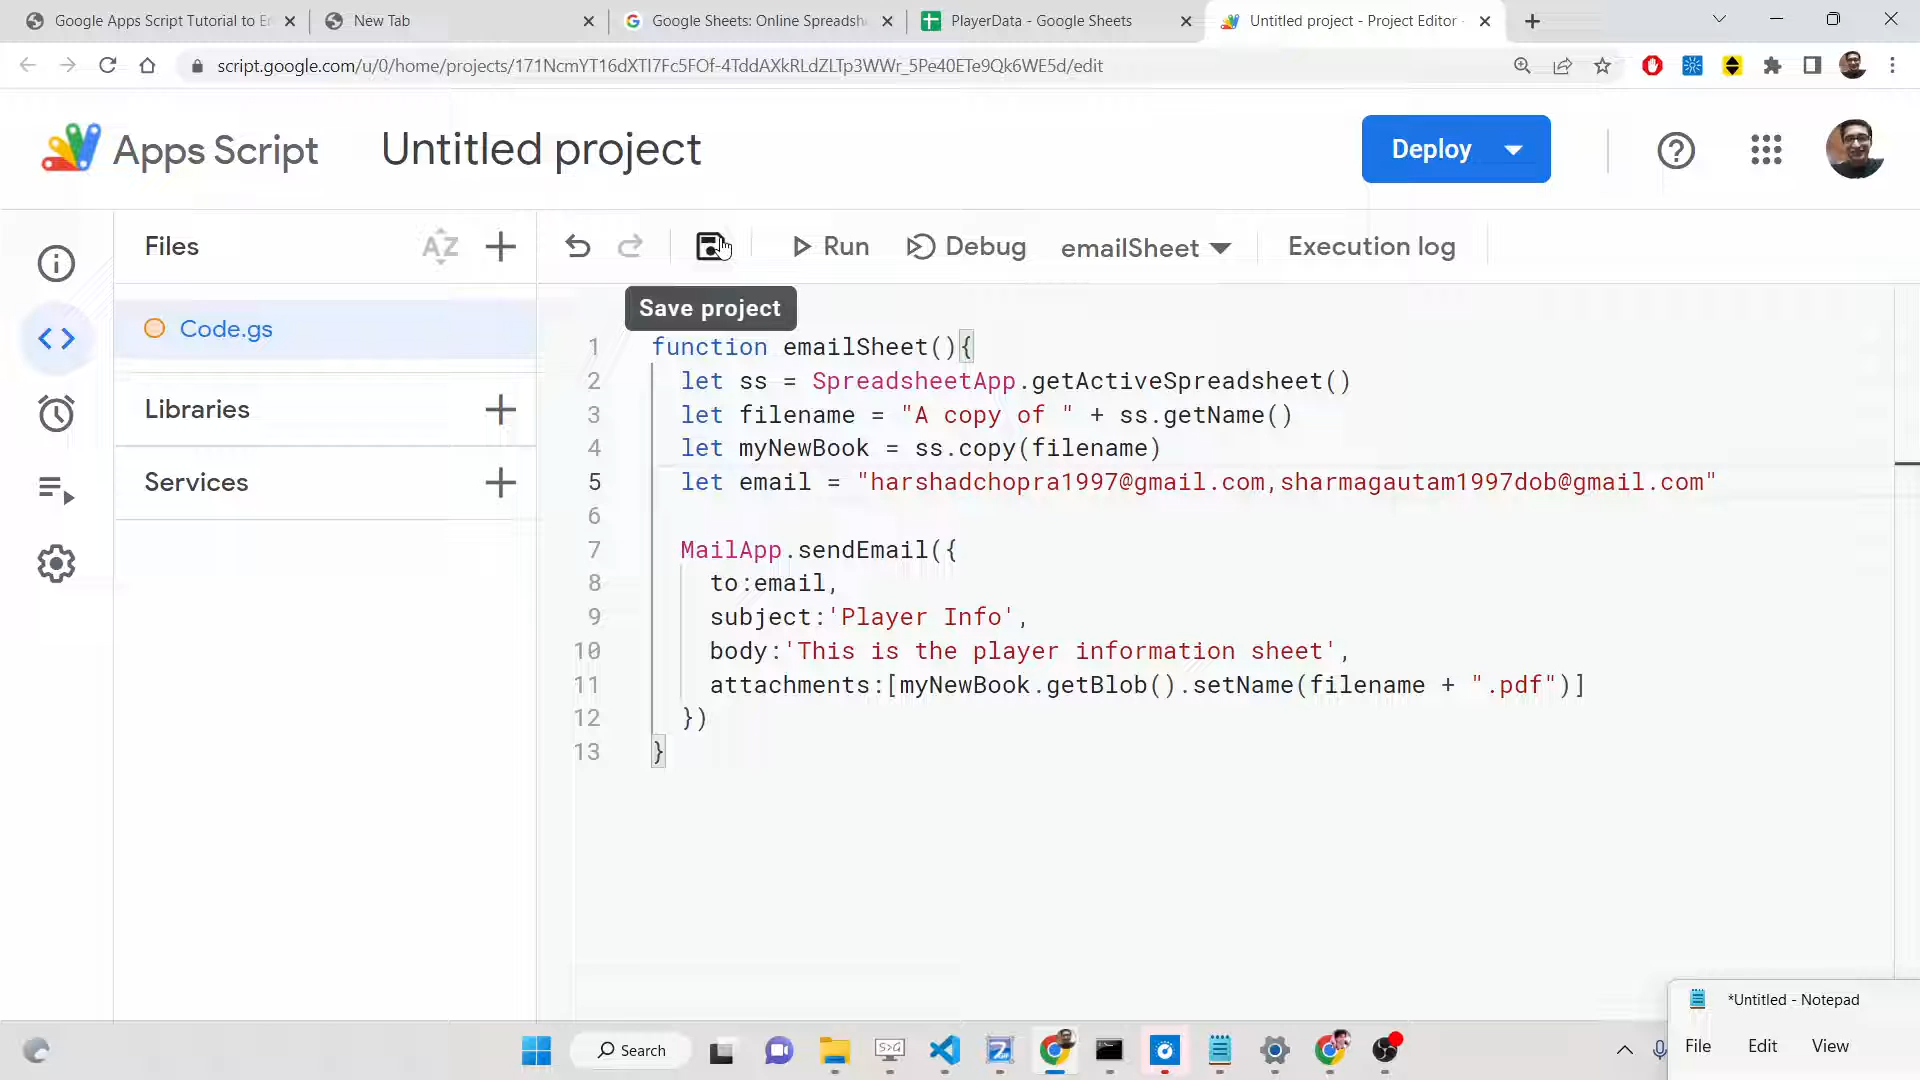 Google Apps Script Tutorial to E
New Tab
Google Sheets: Online Spreadsh
PlayerData - Google Sheets
Untitled project - Project Editor -
script.google.com/u/0/home/projects/171NcmYT16dXTI7Fc5FOf-4TddAXkRLdZLTp3WWr_5Pe40ETe9Qk6WE5d/edit
Apps Script
Untitled project
Deploy
Files
AZ
Run
Debug
emailSheet
Execution log
Save project
Code.gs
Libraries
Services
1 function emailSheet(){
2 let ss = SpreadsheetApp.getActiveSpreadsheet()
3 let filename = "A copy of " + ss.getName()
4 let myNewBook = ss.copy(filename)
5 let email = "harshadchopra1997@gmail.com,sharmagautam1997dob@gmail.com"
6
7 MailApp.sendEmail({
8 to:email,
9 subject:'Player Info',
10 body:'This is the player information sheet',
11 attachments:[myNewBook.getBlob().setName(filename + ".pdf")]
12 })
13 }
*Untitled - Notepad
File Edit View
Search